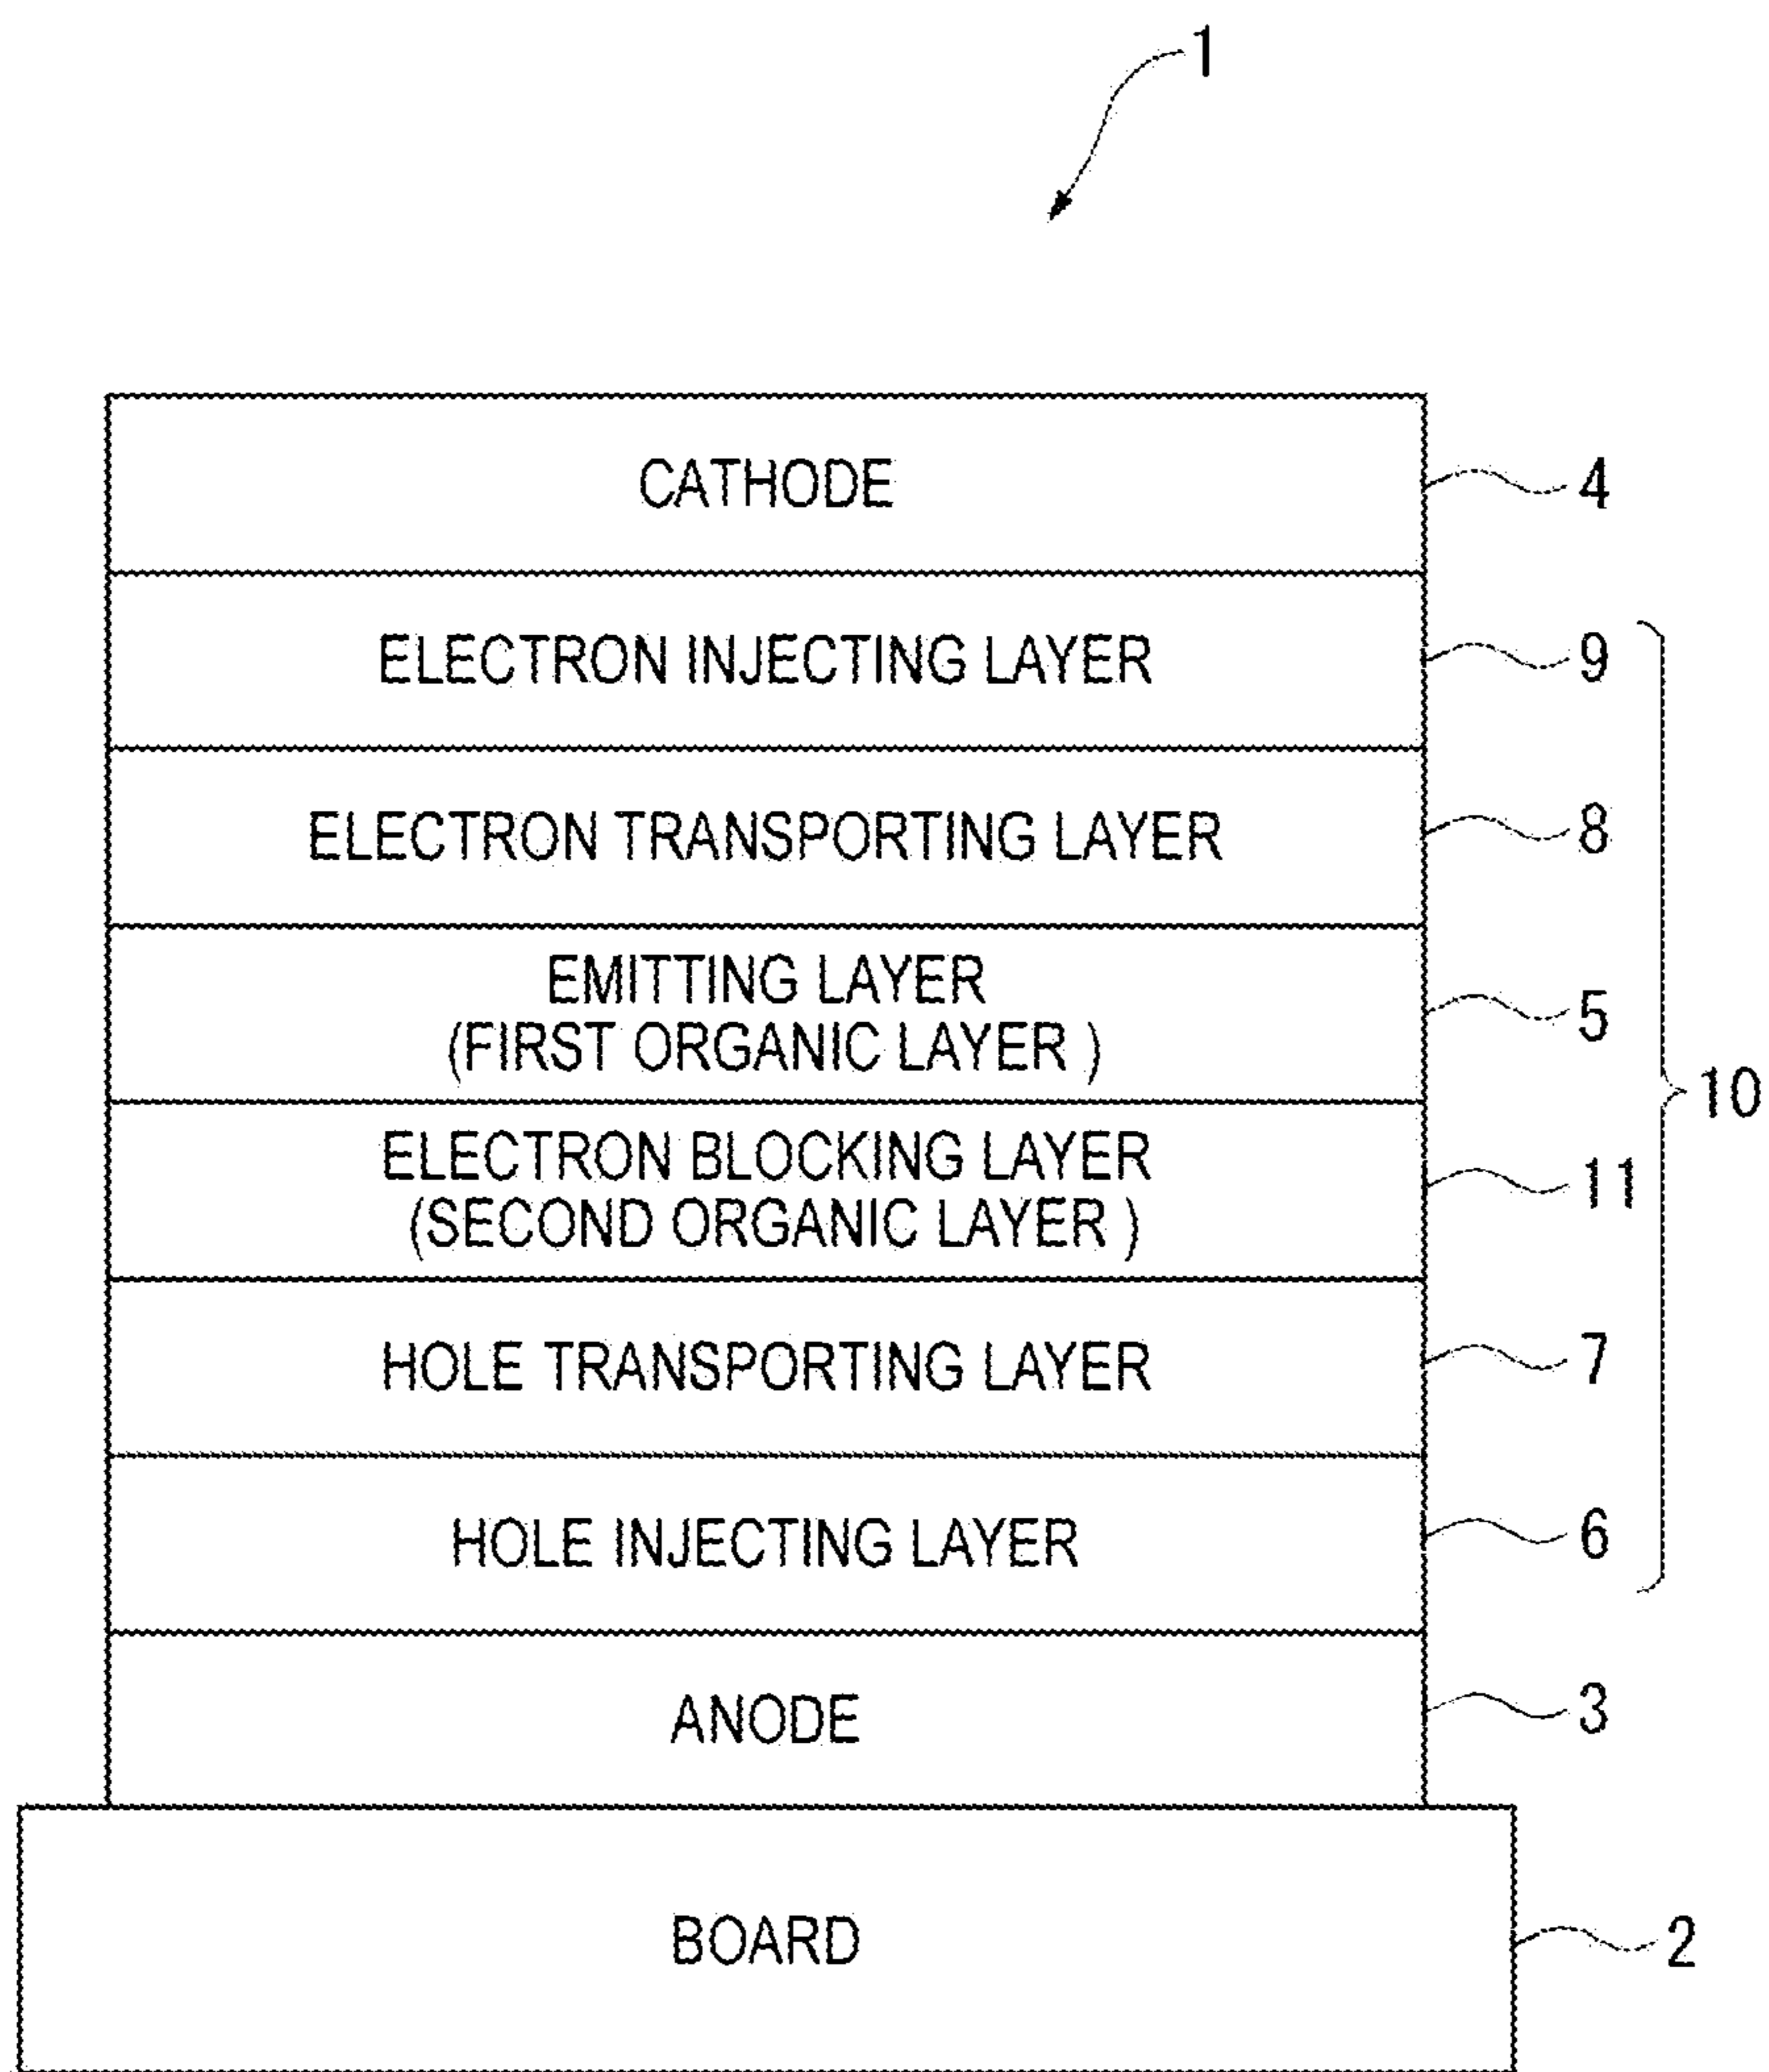 1
CATHODE
4
ELECTRON INJECTING LAYER
9
ELECTRON TRANSPORTING LAYER
8
EMITTING LAYER
(FIRST ORGANIC LAYER )
5
10
ELECTRON BLOCKING LAYER
(SECOND ORGANIC LAYER )
11
HOLE TRANSPORTING LAYER
7
HOLE INJECTING LAYER
6
ANODE
3
BOARD
2